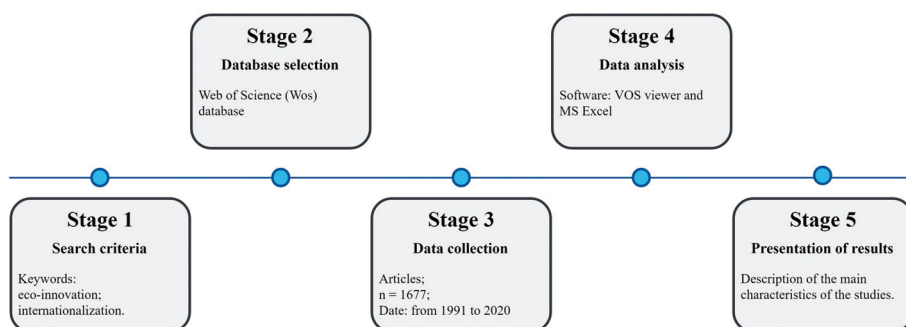 Stage 1
Search criteria
Keywords:
eco-innovation;
internationalization.
Stage 2
Database selection
Web of Science (Wos)
database
Stage 3
Data collection
Articles;
n = 1677;
Date: from 1991 to 2020
Stage 4
Data analysis
Software: VOS viewer and
MS Excel
Stage 5
Presentation of results
Description of the main
characteristics of the studies.